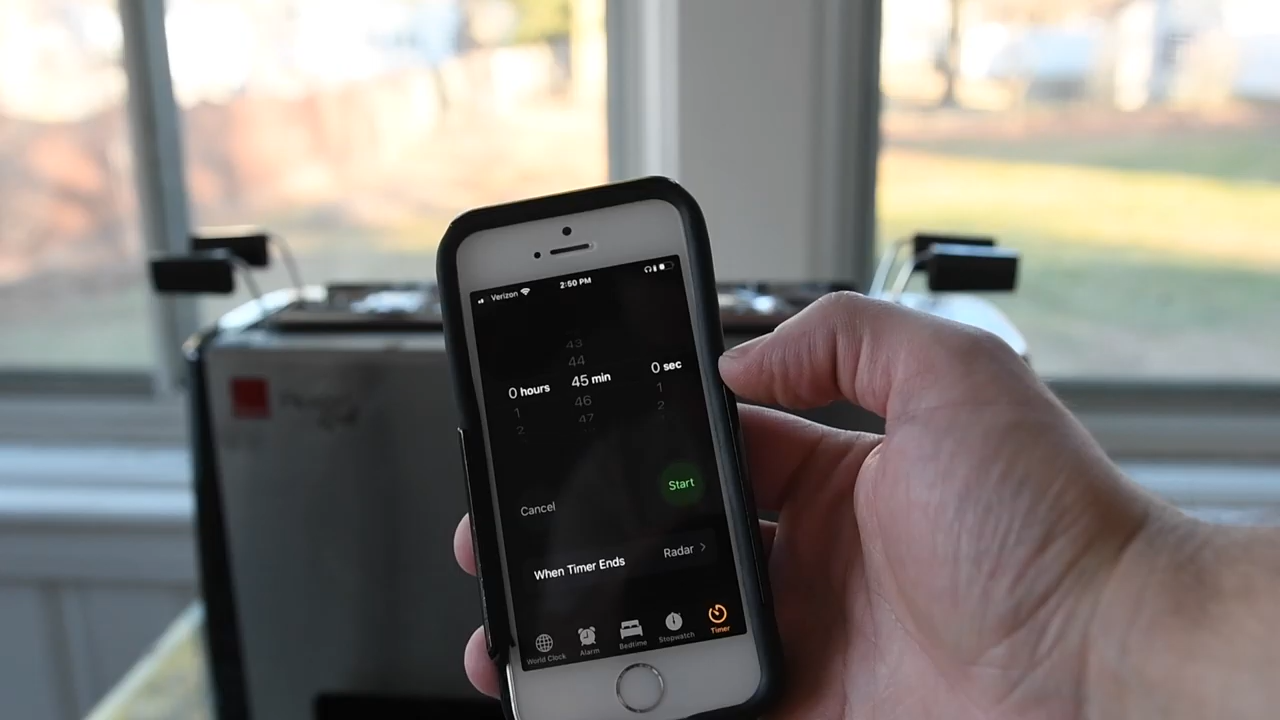 Verizon 2:50 PM
43
44
0 hours 45 min 0 sec
1 46 1
2 47 2
Cancel Start
When Timer Ends Radar
World Clock Alarm Bedtime Stopwatch Timer